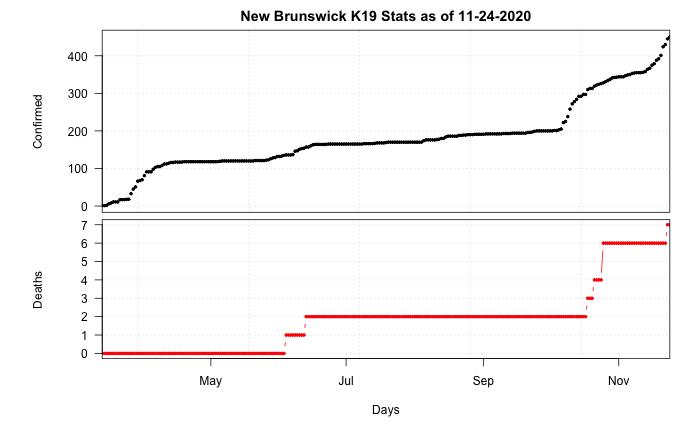 New Brunswick K19 Stats as of 11-24-2020
Confirmed
400
300
200
100
0
Deaths
7
6
5
4
3
2
1
0
May Jul Sep Nov
Days